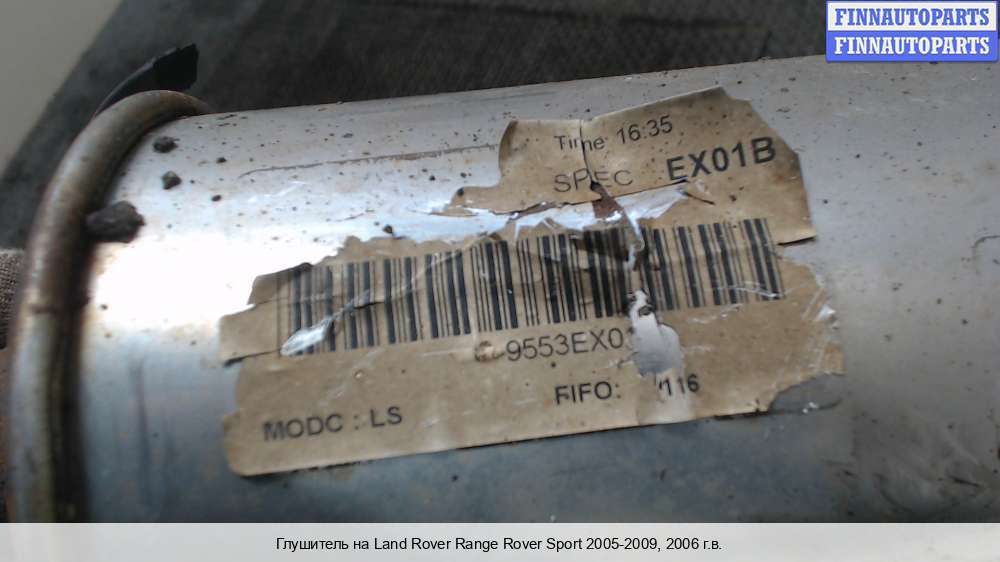 FINNAUTOPARTS
FINNAUTOPARTS
Time 16:35
SPEC EX01B
9553EX01
FIFO: /116
MODC : LS
Глушитель на Land Rover Range Rover Sport 2005-2009, 2006 г.в.